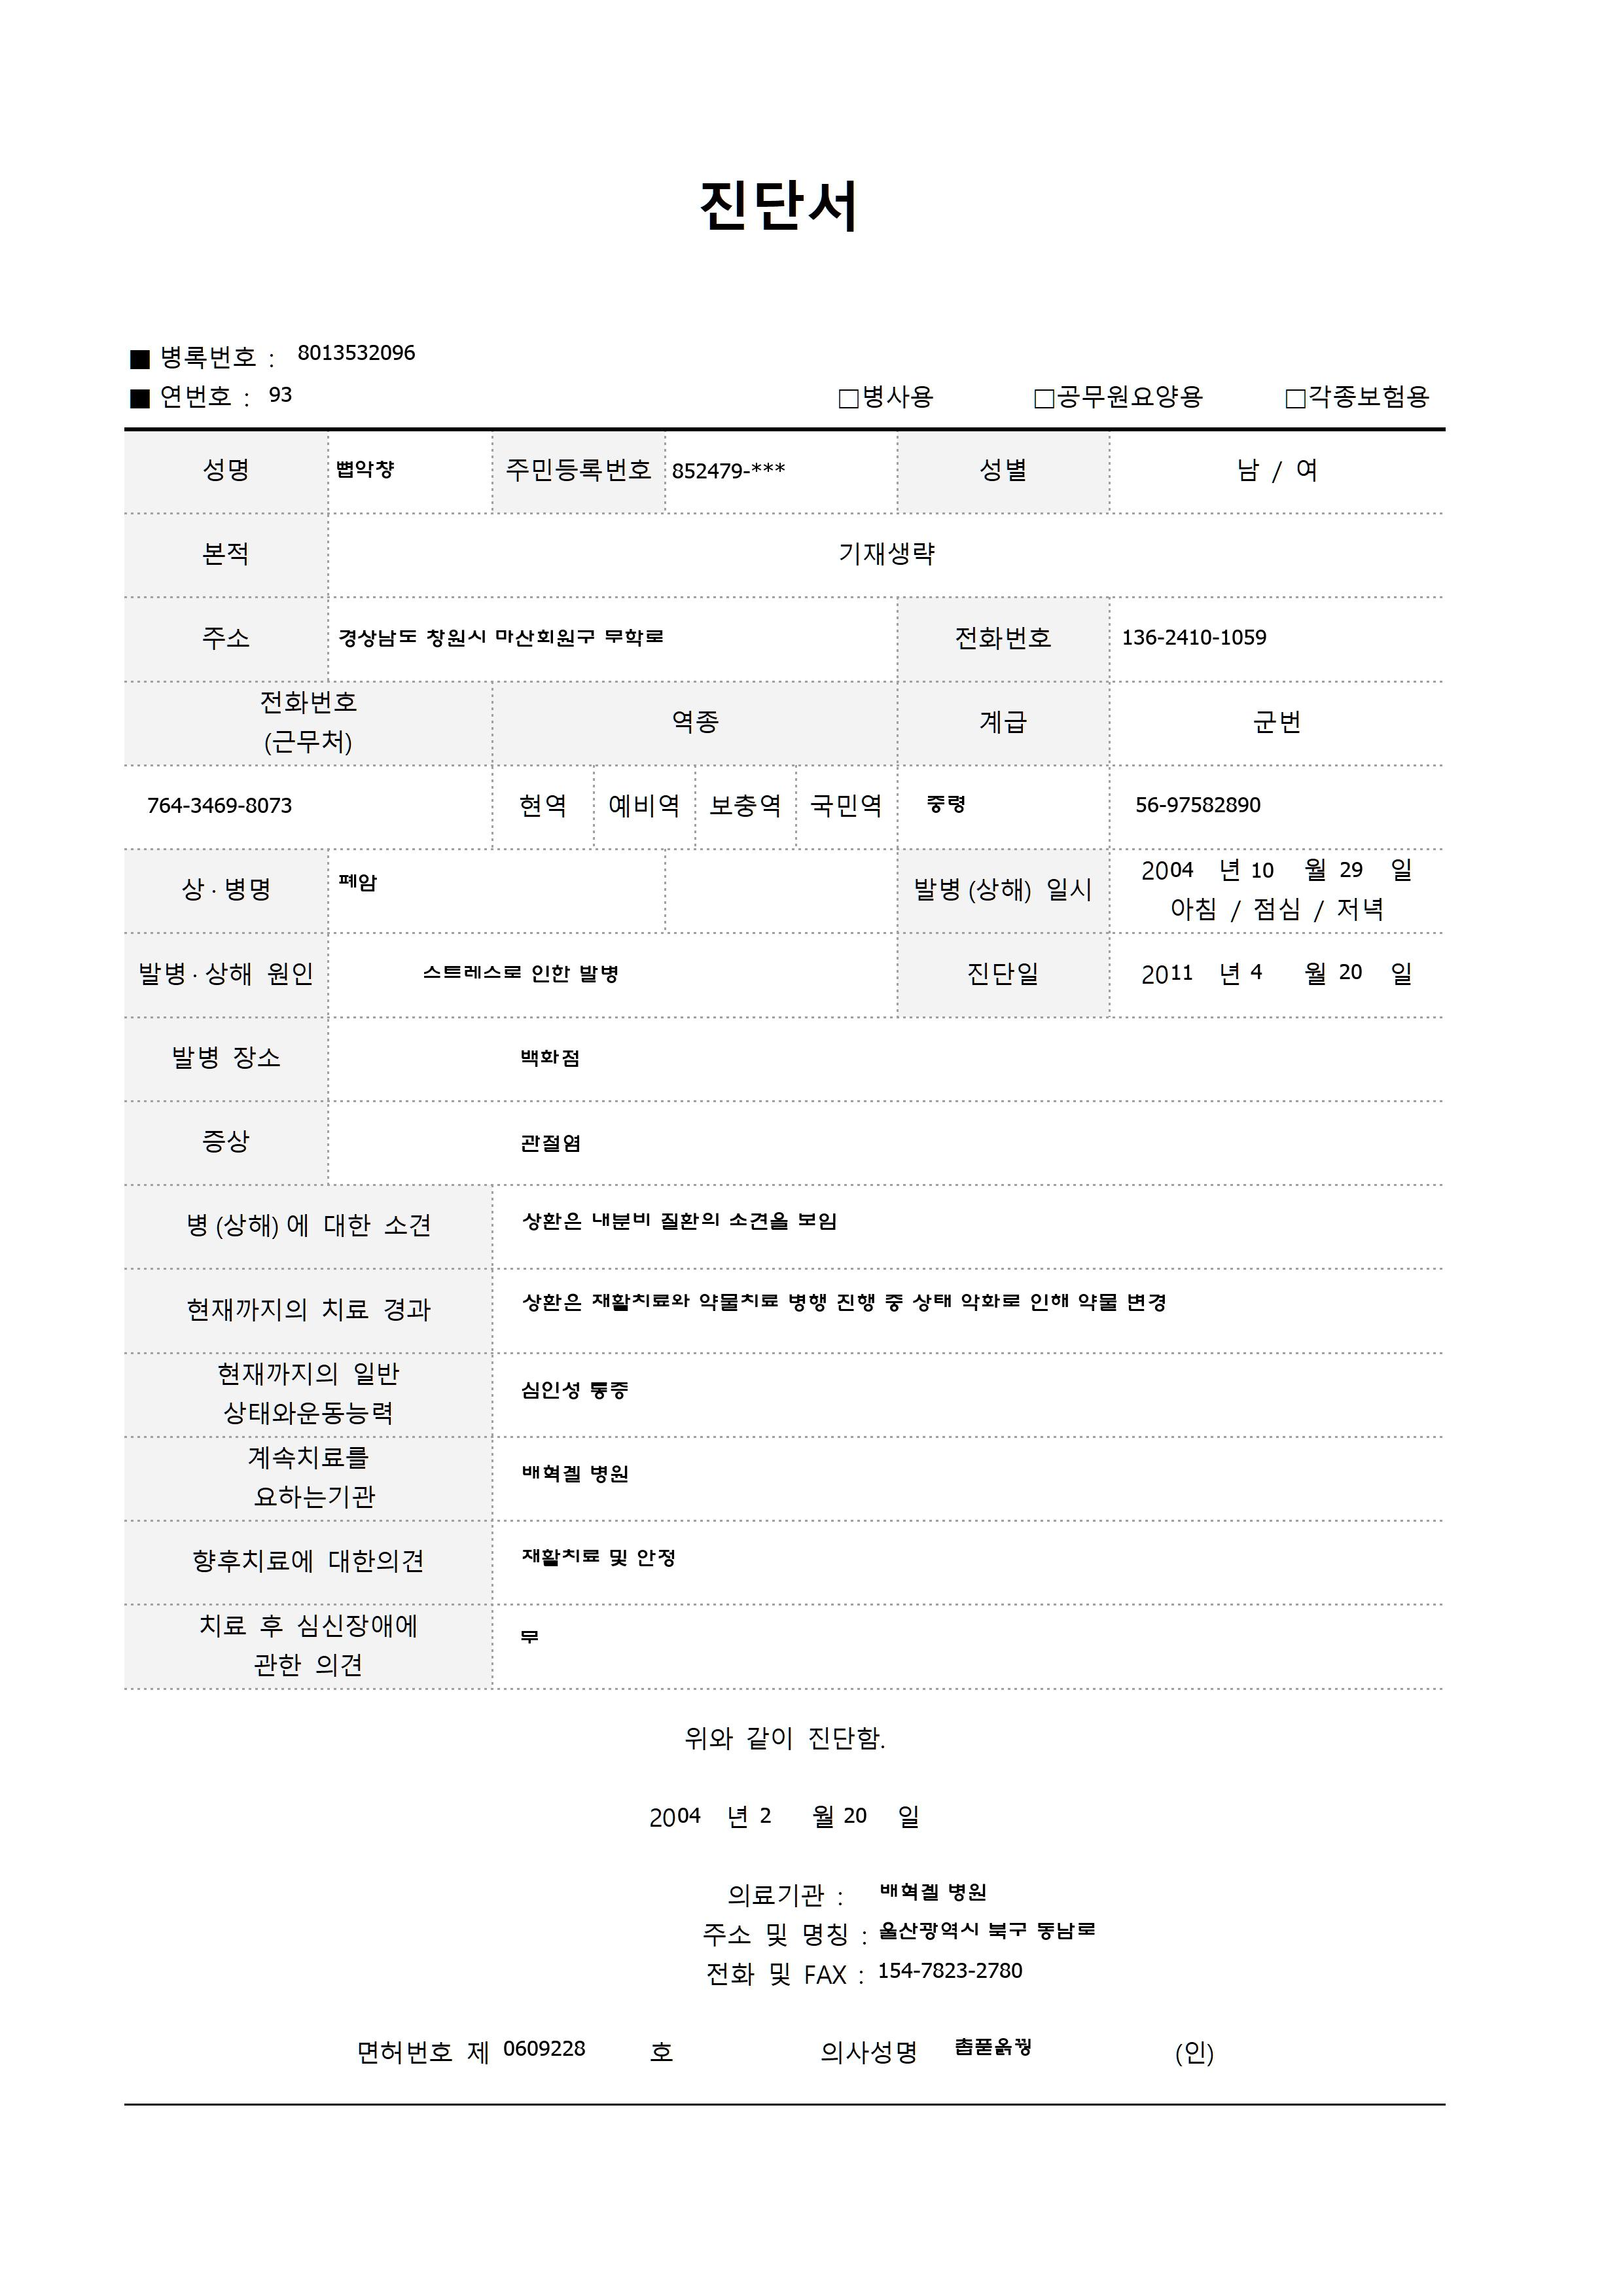 진단서
■ 병록번호 : 8013532096
■ 연번호 : 93 □병사용 □공무원요양용 □각종보험용
성명 주민등록번호 852479-*** 성별 남 / 여
본적 기재생략
주소 경상남도 창원시 마산회원구 무학로 전화번호 136-2410-1059
전화번호 (근무처) 역종 계급 군번
764-3469-8073 현역 예비역 보충역 국민역 중령 56-97582890
상 · 병명 폐암 발병 (상해) 일시 2004 년 10 월 29 일
아침 / 점심 / 저녁
발병 · 상해 원인 스트레스로 인한 발병 진단일 2011 년 4 월 20 일
발병 장소 백화점
증상 관절염
병 (상해) 에 대한 소견 상환은 내분비 질환의 소견을 보임
현재까지의 치료 경과 상환은 재활치료와 약물치료 병행 진행 중 상태 악화로 인해 약물 변경
현재까지의 일반 상태와운동능력 심인성 통증
계속치료를 요하는기관 병원
향후치료에 대한의견 재활치료 및 안정
치료 후 심신장애에 관한 의견 무
위와 같이 진단함.
2004 년 2 월 20 일
의료기관 : 병원
주소 및 명칭 : 울산광역시 북구 동남로
전화 및 FAX : 154-7823-2780
면허번호 제 0609228 호 의사성명 (인)